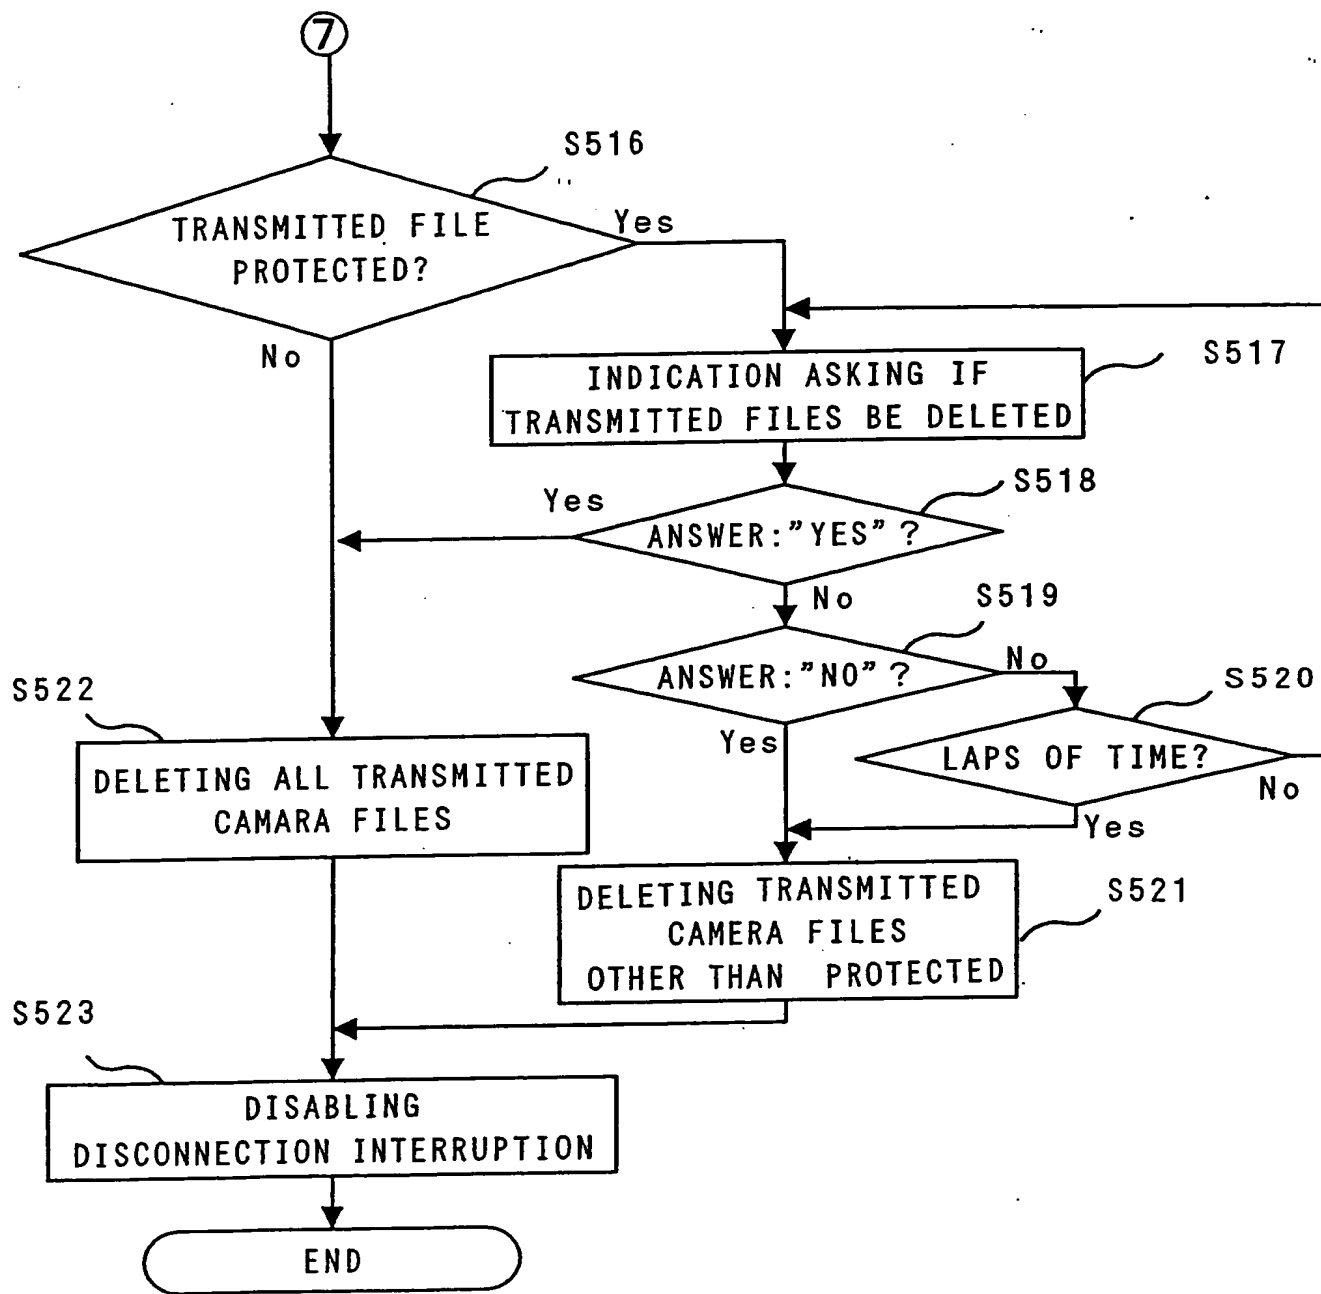 7
S516
TRANSMITTED FILE
PROTECTED?
Yes
No
S517
INDICATION ASKING IF
TRANSMITTED FILES BE DELETED
S518
Yes
ANSWER:"YES"?
No
S519
ANSWER:"NO"?
No
S520
S522
Yes
LAPS OF TIME?
No
DELETING ALL TRANSMITTED
CAMARA FILES
Yes
S521
DELETING TRANSMITTED
CAMERA FILES
OTHER THAN PROTECTED
S523
DISABLING
DISCONNECTION INTERRUPTION
END